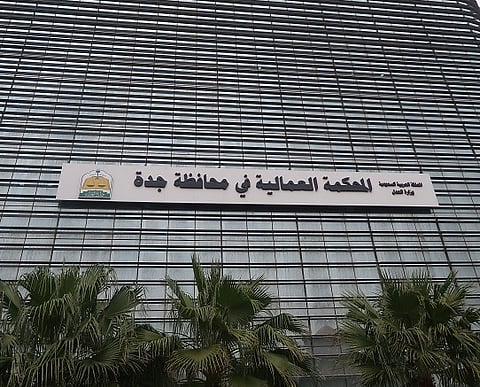 المملكة العربية السعودية
وزارة العدل
المحكمة العمالية في محافظة جدة